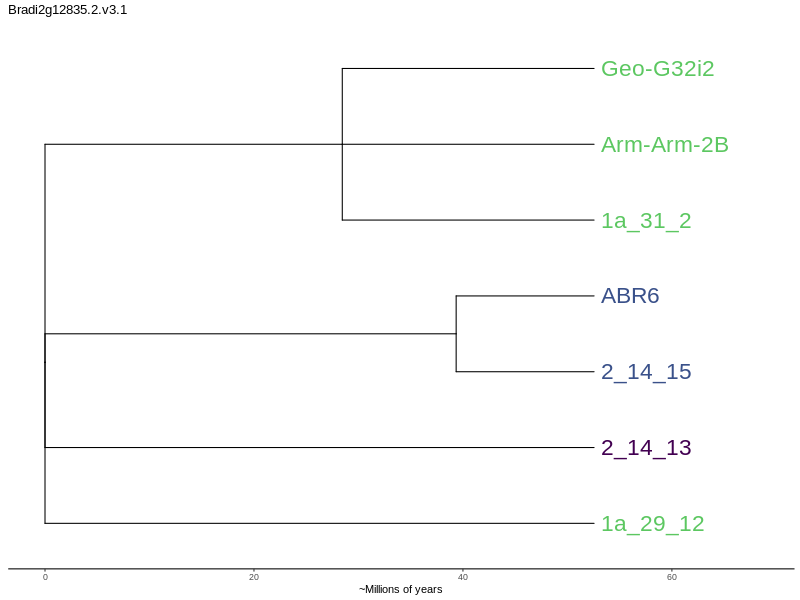 Bradi2g12835.2.v3.1
Geo-G32i2
Arm-Arm-2B
1a_31_2
ABR6
2_14_15
2_14_13
1a_29_12
0 20 40 60
~Millions of years